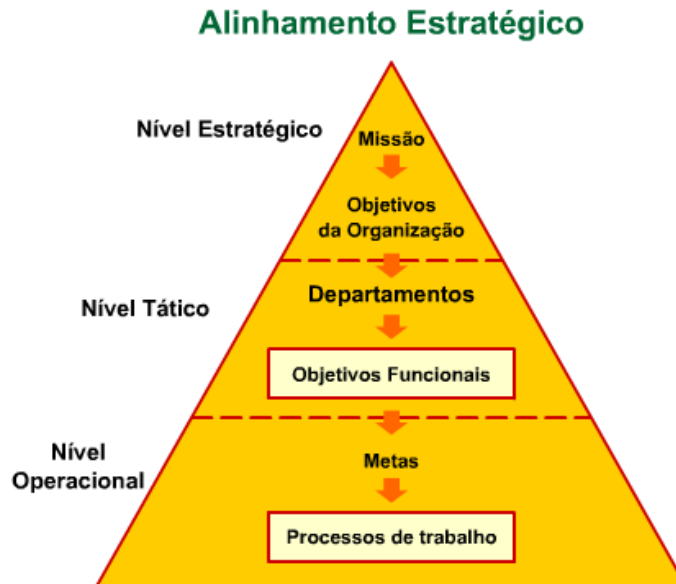 Alinhamento Estratégico
Nível Estratégico
Missão
Objetivos
da Organização
Nível Tático
Departamentos
Objetivos Funcionais
Nível
Operacional
Metas
Processos de trabalho